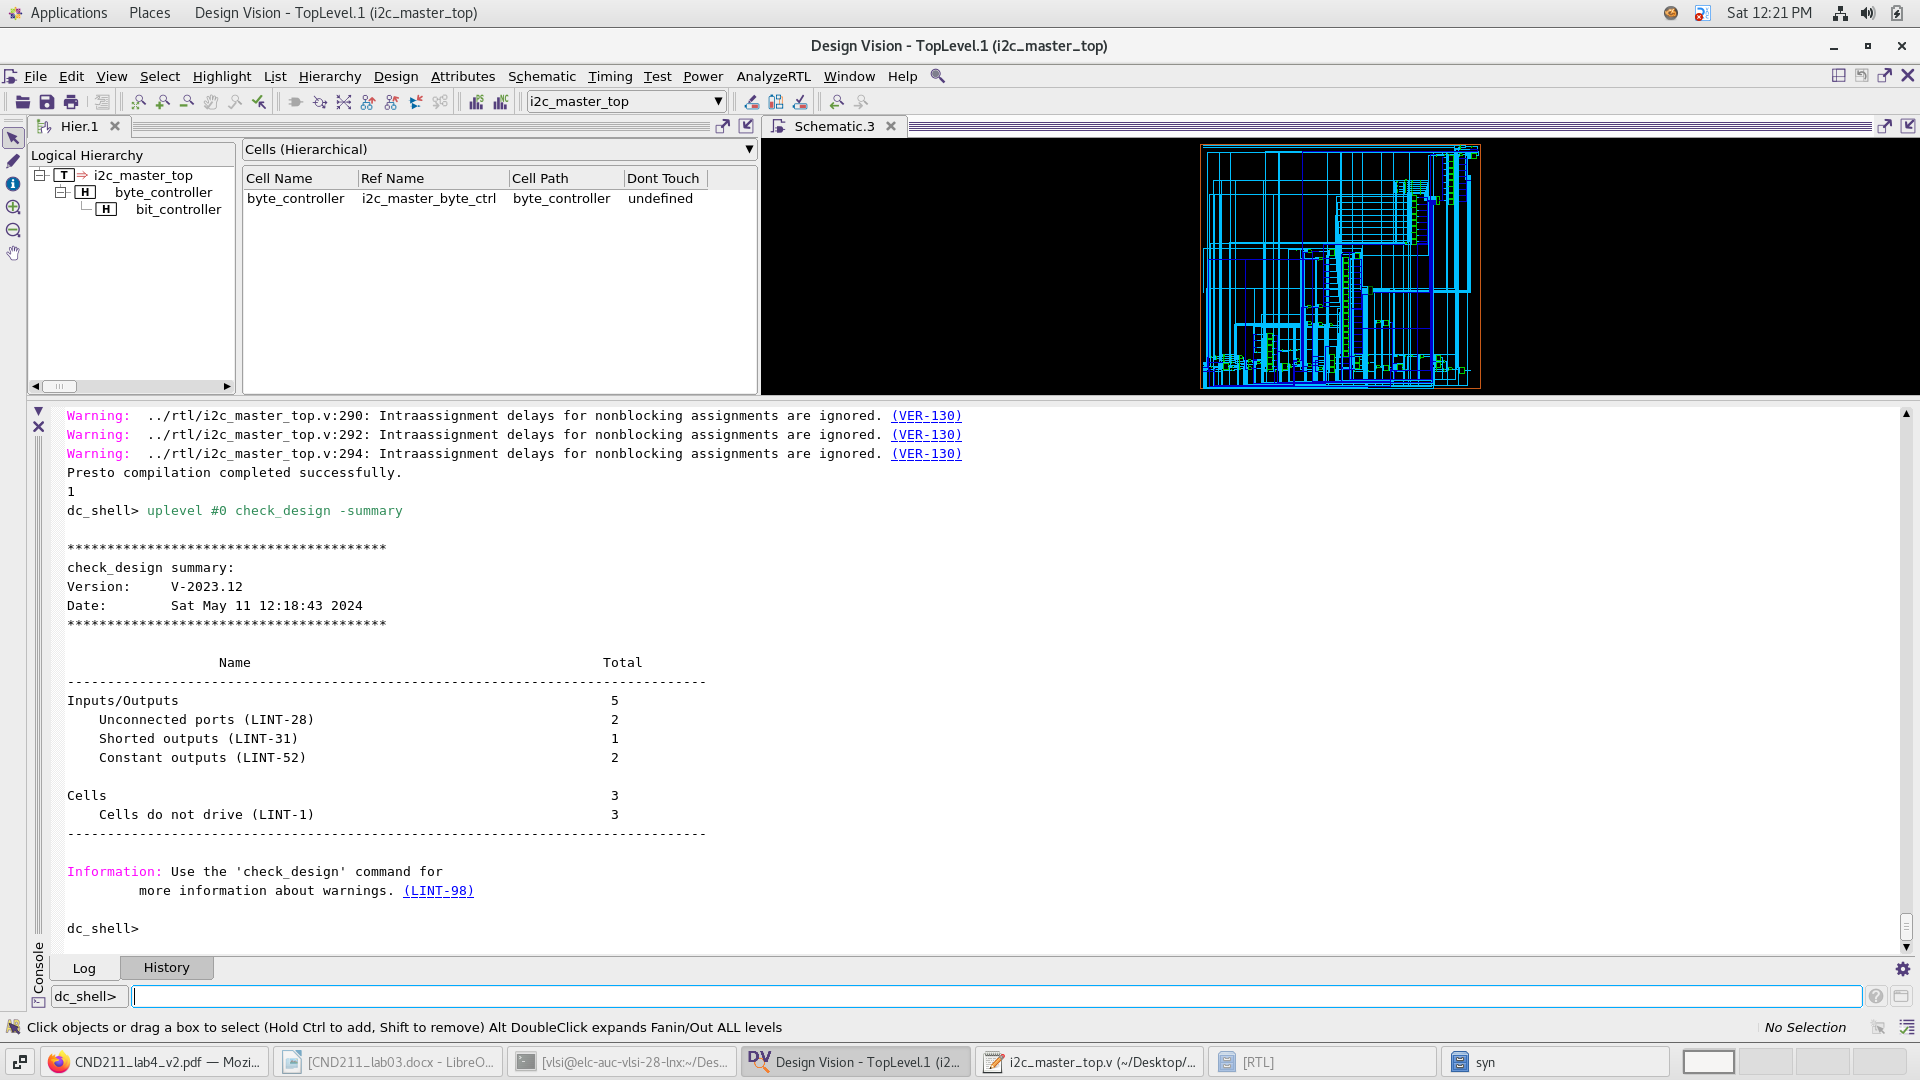 Applications Places Design Vision - TopLevel.1 (i2c_master_top) Sat 12:21 PM
Design Vision - TopLevel.1 (i2c_master_top)
File Edit View Select Highlight List Hierarchy Design Attributes Schematic Timing Test Power AnalyzeRTL Window Help
i2c_master_top
Hier.1
Schematic.3
Logical Hierarchy
T i2c_master_top
H byte_controller
H bit_controller
Cells (Hierarchical)
Cell Name Ref Name Cell Path Dont Touch
byte_controller i2c_master_byte_ctrl byte_controller undefined
Warning:  ../rtl/i2c_master_top.v:290: Intraassignment delays for nonblocking assignments are ignored. (VER-130)
Warning:  ../rtl/i2c_master_top.v:292: Intraassignment delays for nonblocking assignments are ignored. (VER-130)
Warning:  ../rtl/i2c_master_top.v:294: Intraassignment delays for nonblocking assignments are ignored. (VER-130)
Presto compilation completed successfully.
1
dc_shell> uplevel #0 check_design -summary
****************************************
check_design summary:
Version:     V-2023.12
Date:        Sat May 11 12:18:43 2024
****************************************
Name Total
--------------------------------------------------------------------------------
Inputs/Outputs 5
Unconnected ports (LINT-28) 2
Shorted outputs (LINT-31) 1
Constant outputs (LINT-52) 2
Cells 3
Cells do not drive (LINT-1) 3
--------------------------------------------------------------------------------
Information: Use the 'check_design' command for
more information about warnings. (LINT-98)
dc_shell>
Console
Log History
dc_shell>
Click objects or drag a box to select (Hold Ctrl to add, Shift to remove) Alt DoubleClick expands Fanin/Out ALL levels No Selection
CND211_lab4_v2.pdf — Mozi... [CND211_lab03.docx - LibreO... [vlsi@elc-auc-vlsi-28-lnx:~/Des... Design Vision - TopLevel.1 (i2... i2c_master_top.v (~/Desktop/... [RTL] syn